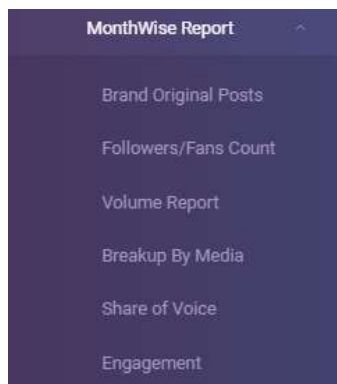 MonthWise Report
Brand Original Posts
Followers/Fans Count
Volume Report
Breakup By Media
Share of Voice
Engagement